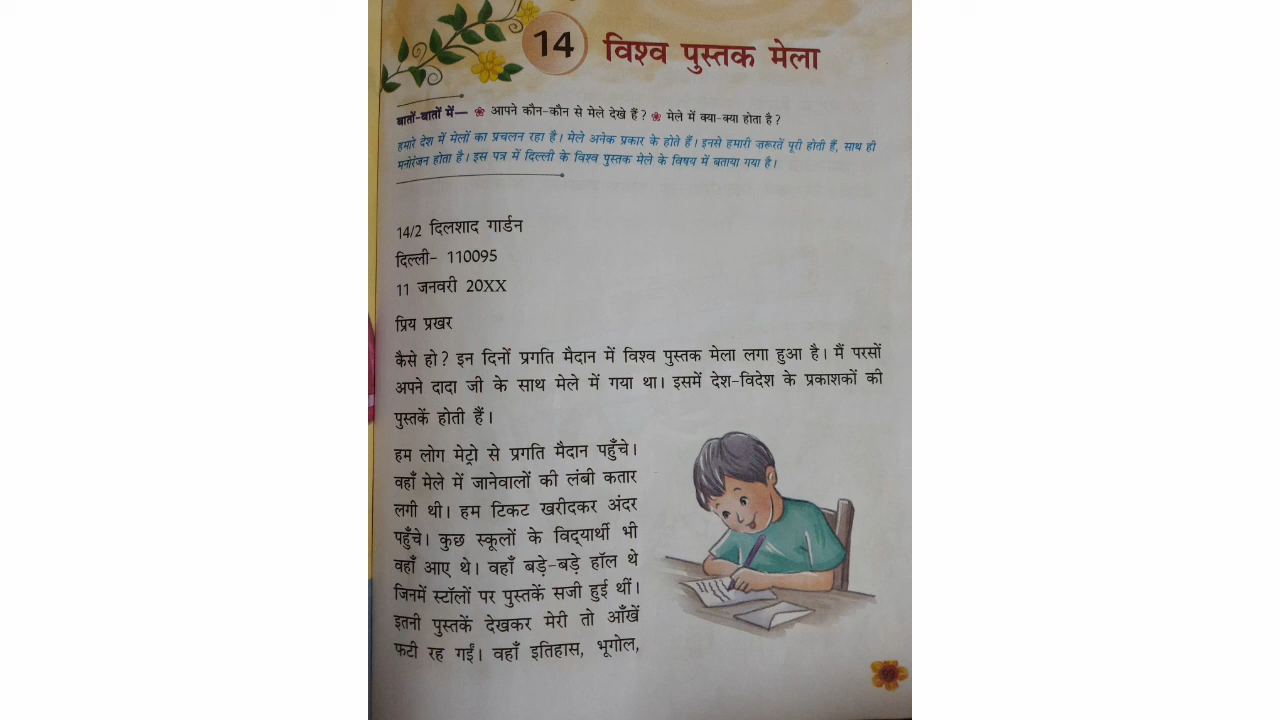 14 विश्व पुस्तक मेला
बातों-बातों में— आपने कौन-कौन से मेले देखे हैं? मेले में क्या-क्या होता है?
हमारे देश में मेलों का प्रचलन रहा है। मेले अनेक प्रकार के होते हैं। इनसे हमारी ज़रूरतें पूरी होती हैं, साथ ही
मनोरंजन होता है। इस पत्र में दिल्ली के विश्व पुस्तक मेले के विषय में बताया गया है।
14/2 दिलशाद गार्डन
दिल्ली- 110095
11 जनवरी 20XX
प्रिय प्रखर
कैसे हो? इन दिनों प्रगति मैदान में विश्व पुस्तक मेला लगा हुआ है। मैं परसों
अपने दादा जी के साथ मेले में गया था। इसमें देश-विदेश के प्रकाशकों की
पुस्तकें होती हैं।
हम लोग मेट्रो से प्रगति मैदान पहुँचे।
वहाँ मेले में जानेवालों की लंबी कतार
लगी थी। हम टिकट खरीदकर अंदर
पहुँचे। कुछ स्कूलों के विद्‌यार्थी भी
वहाँ आए थे। वहाँ बड़े-बड़े हॉल थे
जिनमें स्टॉलों पर पुस्तकें सजी हुई थीं।
इतनी पुस्तकें देखकर मेरी तो आँखें
फटी रह गईं। वहाँ इतिहास, भूगोल,
99